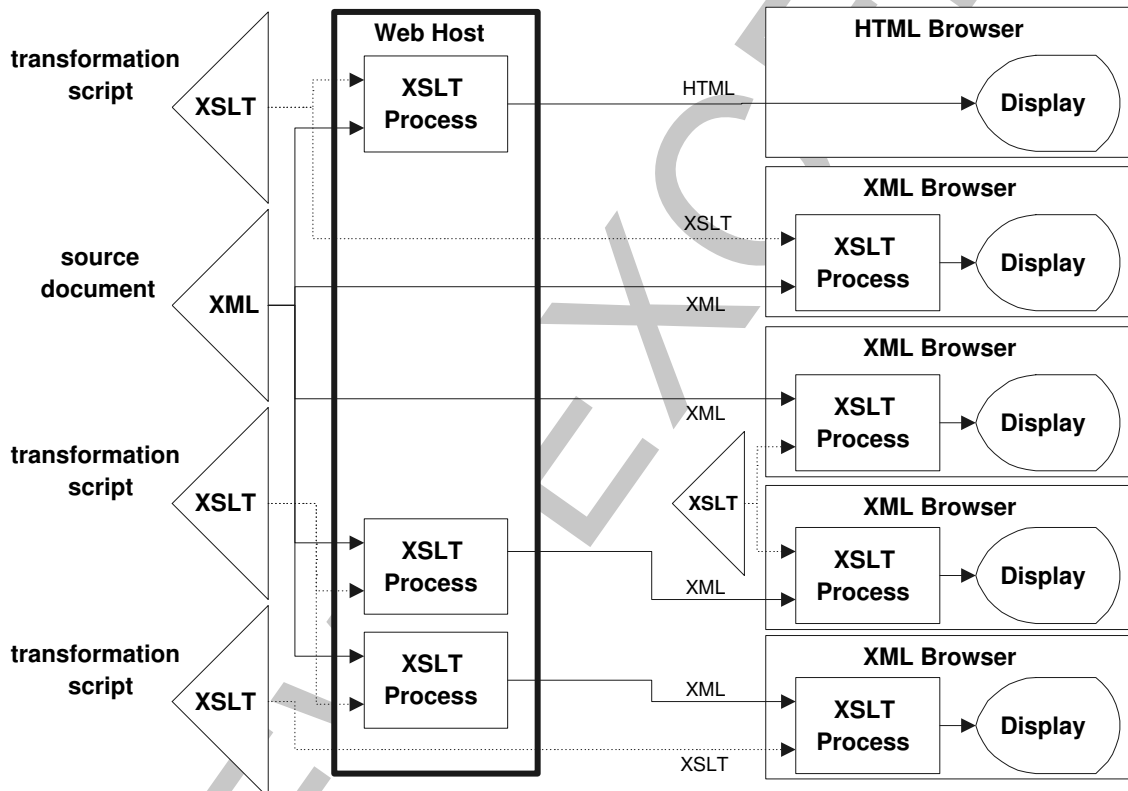 transformation
script
XSLT
source
document
XML
transformation
script
XSLT
transformation
script
XSLT
Web Host
XSLT
Process
XSLT
Process
XSLT
Process
HTML
XSLT
XML
XML
XSLT
XML
XML
XSLT
HTML Browser
Display
XML Browser
XSLT
Process
Display
XML Browser
XSLT
Process
Display
XML Browser
XSLT
Process
Display
XML Browser
XSLT
Process
Display